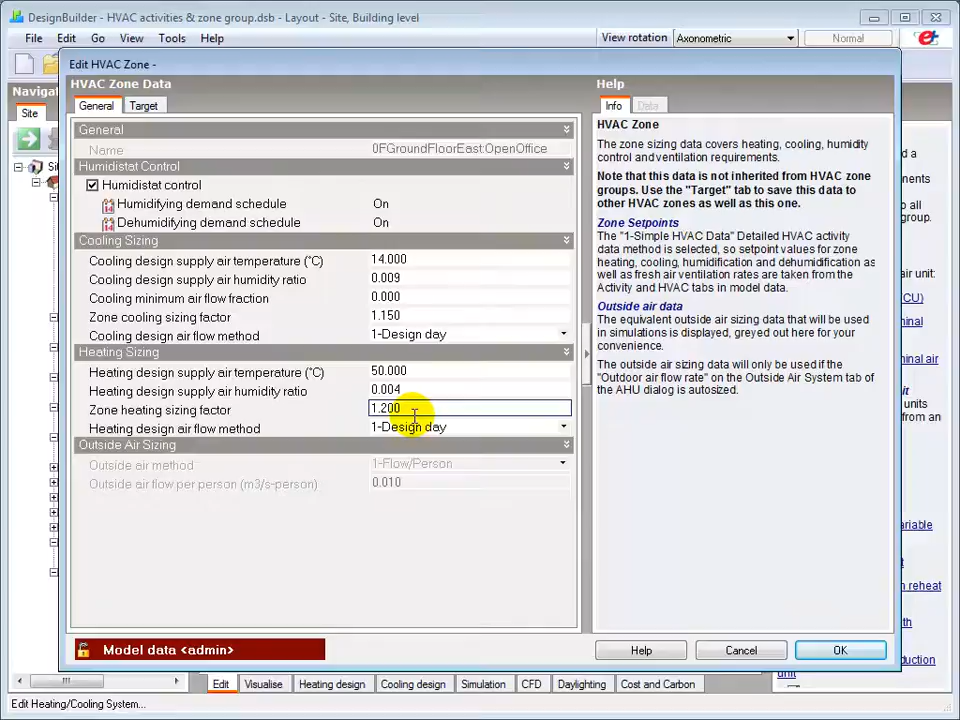 DesignBuilder - HVAC activities & zone group.dsb - Layout - Site, Building level
File Edit Go View Tools Help
View rotation Axonometric Normal
Edit HVAC Zone -
Naviga
Site
HVAC Zone Data
General Target
General
Name 0FGroundFloorEast:OpenOffice
Humidistat Control
Humidistat control
Humidifying demand schedule On
Dehumidifying demand schedule On
Cooling Sizing
Cooling design supply air temperature (°C) 14.000
Cooling design supply air humidity ratio 0.009
Cooling minimum air flow fraction 0.000
Zone cooling sizing factor 1.150
Cooling design air flow method 1-Design day
Heating Sizing
Heating design supply air temperature (°C) 50.000
Heating design supply air humidity ratio 0.004
Zone heating sizing factor 1.200
Heating design air flow method 1-Design day
Outside Air Sizing
Outside air method 1-Flow/Person
Outside air flow per person (m3/s-person) 0.010
Help
Info Data
HVAC Zone
The zone sizing data covers heating, cooling, humidity
control and ventilation requirements.
Note that this data is not inherited from HVAC zone
groups. Use the "Target" tab to save this data to
other HVAC zones as well as this one.
Zone Setpoints
The "1-Simple HVAC Data" Detailed HVAC activity
data method is selected, so setpoint values for zone
heating, cooling, humidification and dehumidification as
well as fresh air ventilation rates are taken from the
Activity and HVAC tabs in model data.
Outside air data
The equivalent outside air sizing data that will be used
in simulations is displayed, greyed out here for your
convenience.
The outside air sizing data will only be used if the
"Outdoor air flow rate" on the Outside Air System tab of
the AHU dialog is autosized.
Model data <admin>
Help Cancel OK
Edit Visualise Heating design Cooling design Simulation CFD Daylighting Cost and Carbon
Edit Heating/Cooling System...